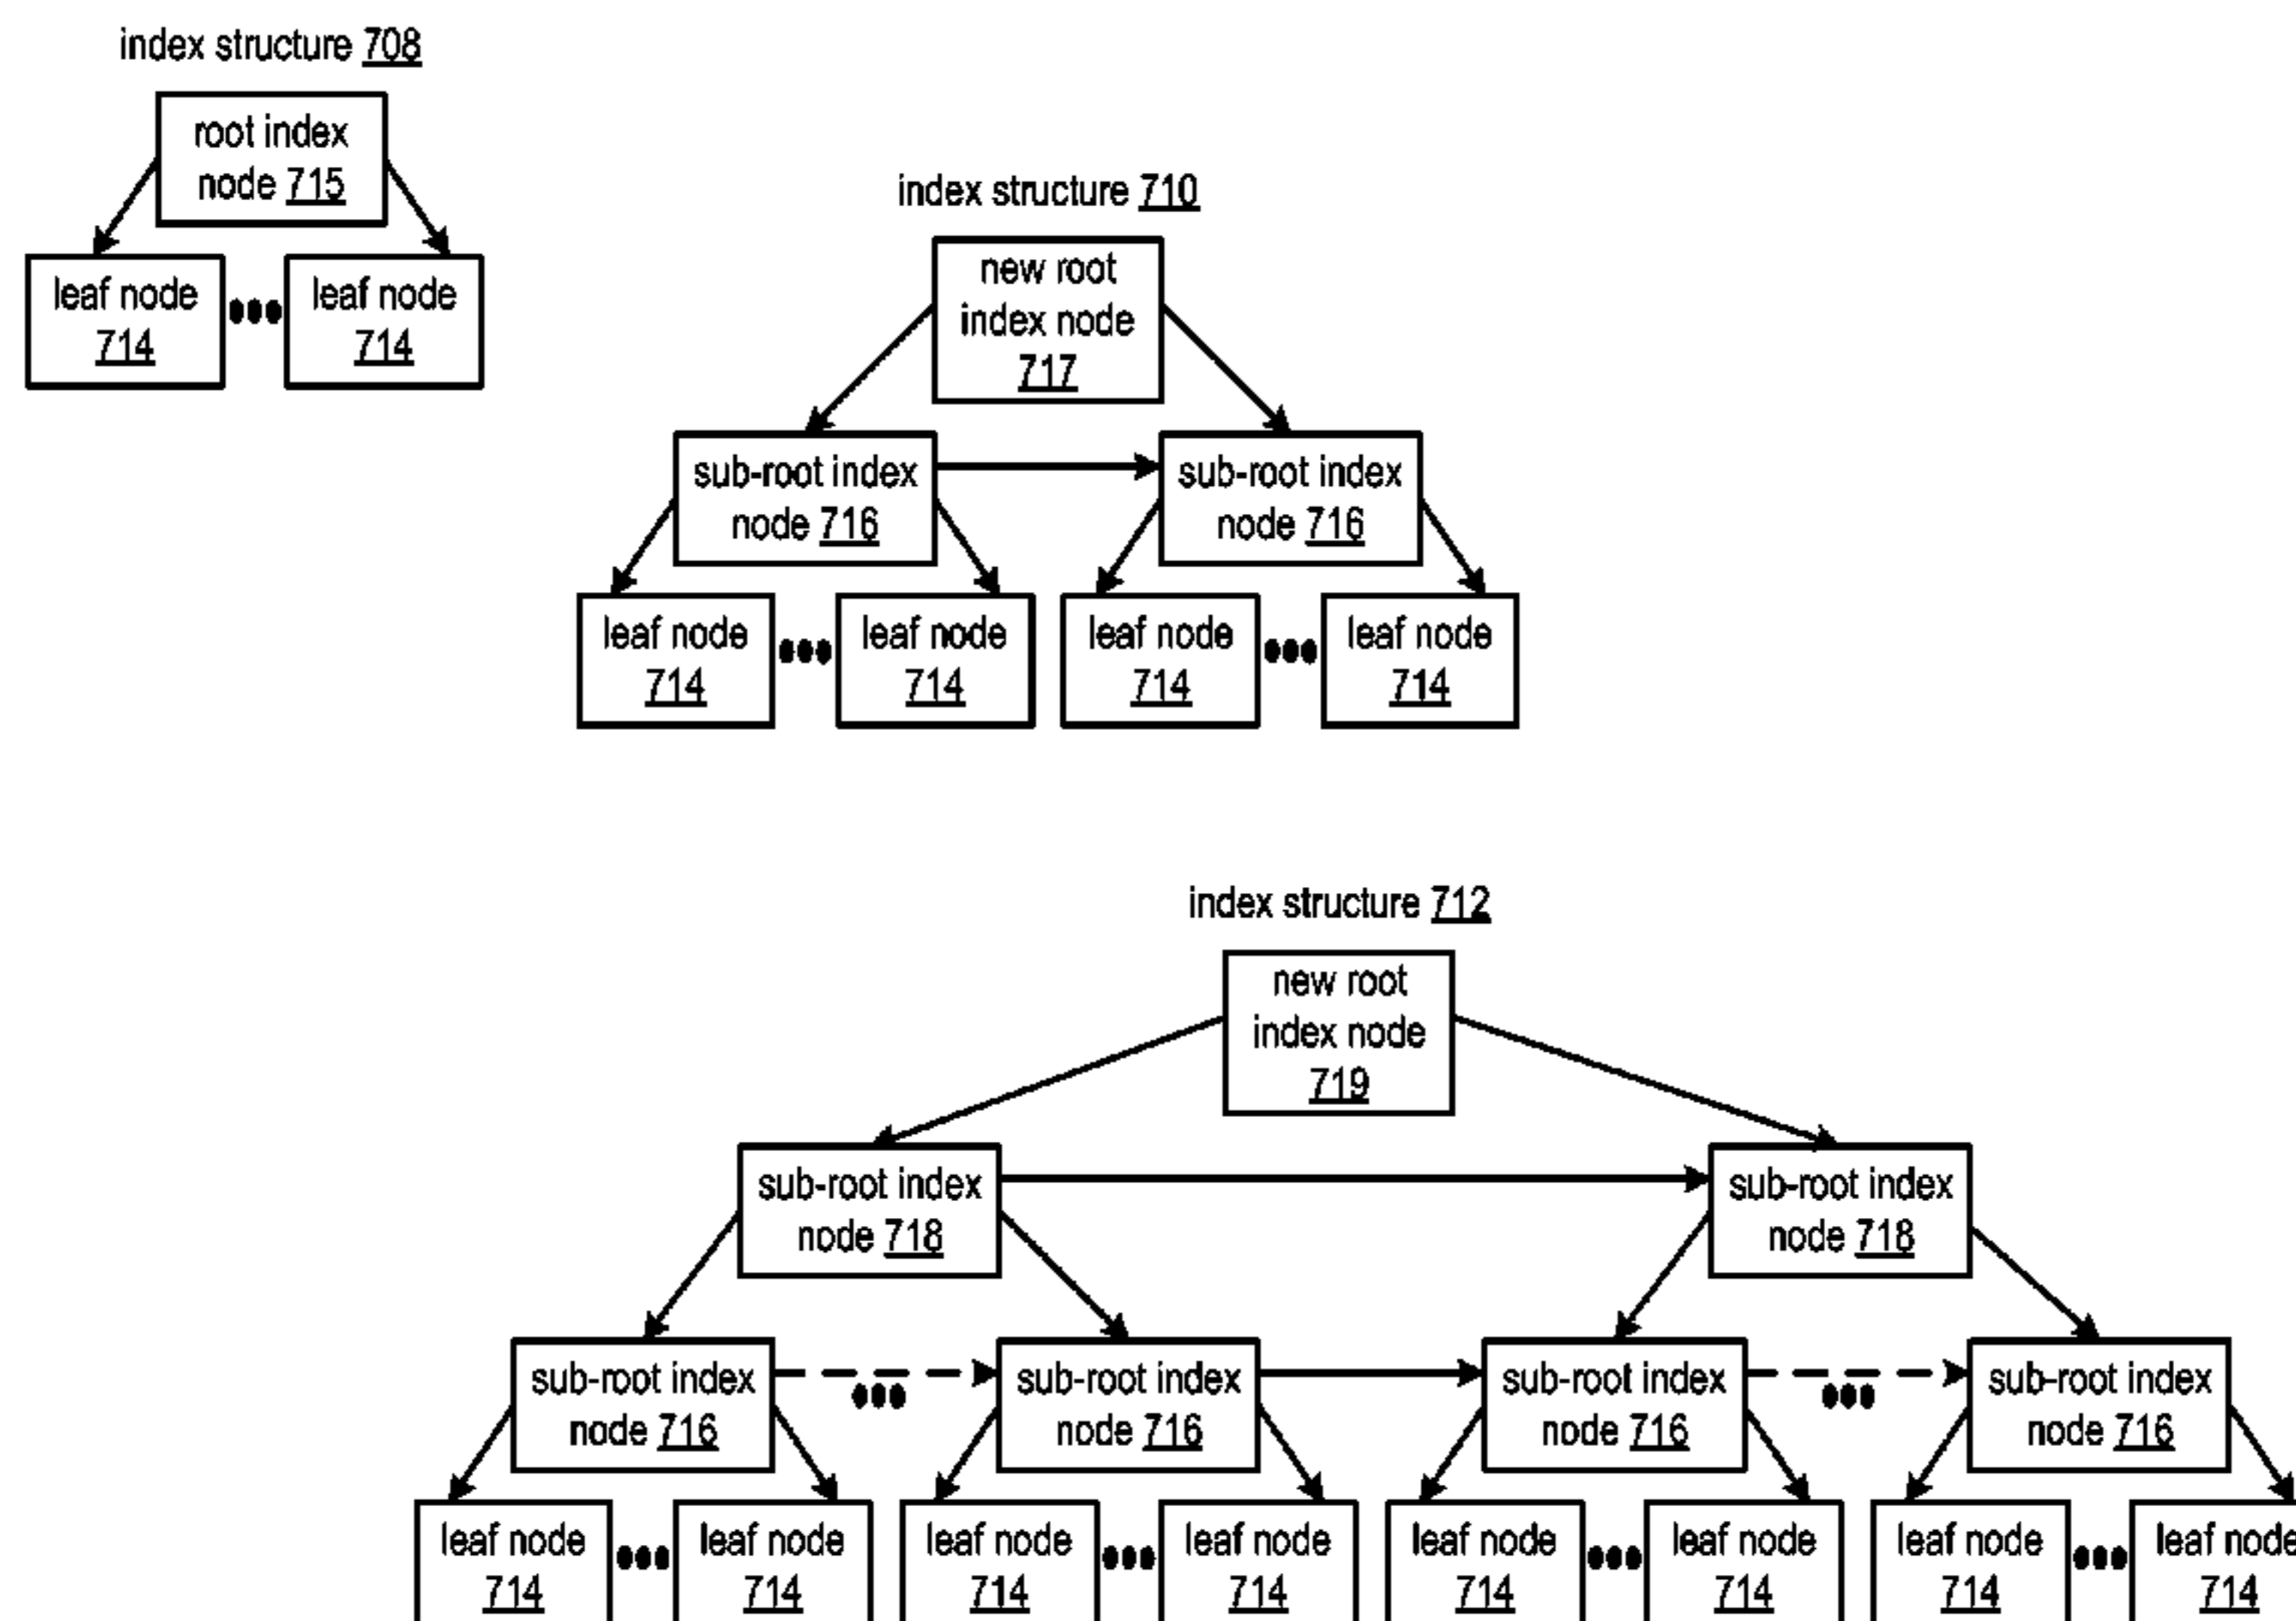 index structure 708
root index
node 715
leaf node
714
leaf node
714
index structure 710
new root
index node
717
sub-root index
node 716
sub-root index
node 716
leaf node
714
leaf node
714
leaf node
714
leaf node
714
index structure 712
new root
index node
719
sub-root index
node 718
sub-root index
node 718
sub-root index
node 716
sub-root index
node 716
sub-root index
node 716
sub-root index
node 716
leaf node
714
leaf node
714
leaf node
714
leaf node
714
leaf node
714
leaf node
714
leaf node
714
leaf node
714